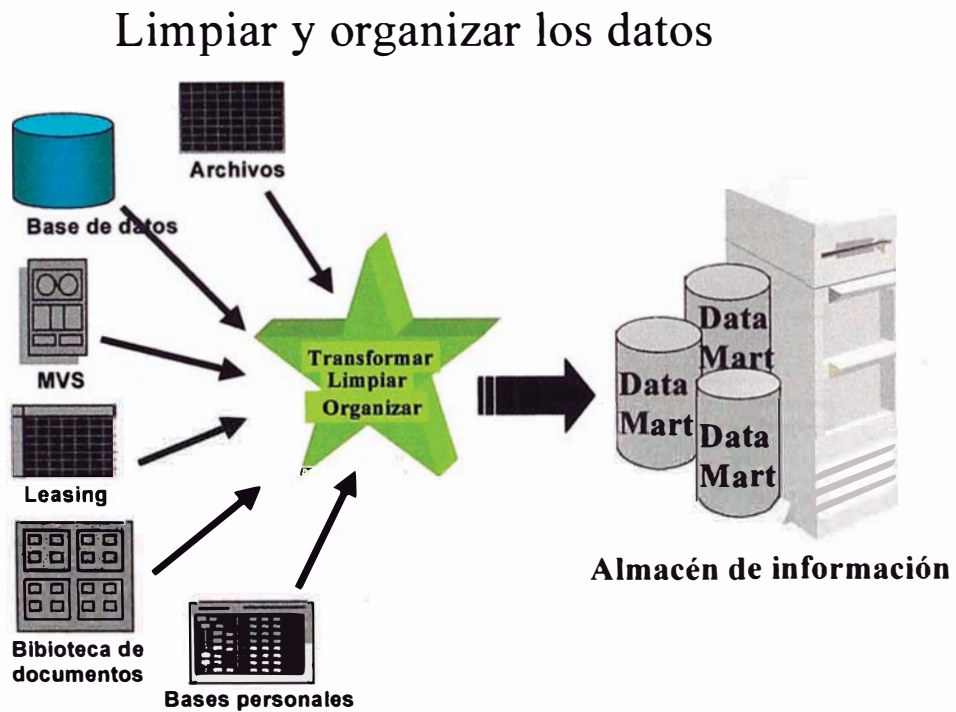 Limpiar y organizar los datos
Archivos
Base de datos
MVS
Leasing
Bibioteca de
documentos
Bases personales
Transformar
Limpiar
Organizar
Data
Mart
Data
Mart
Data
Mart
Almacén de información